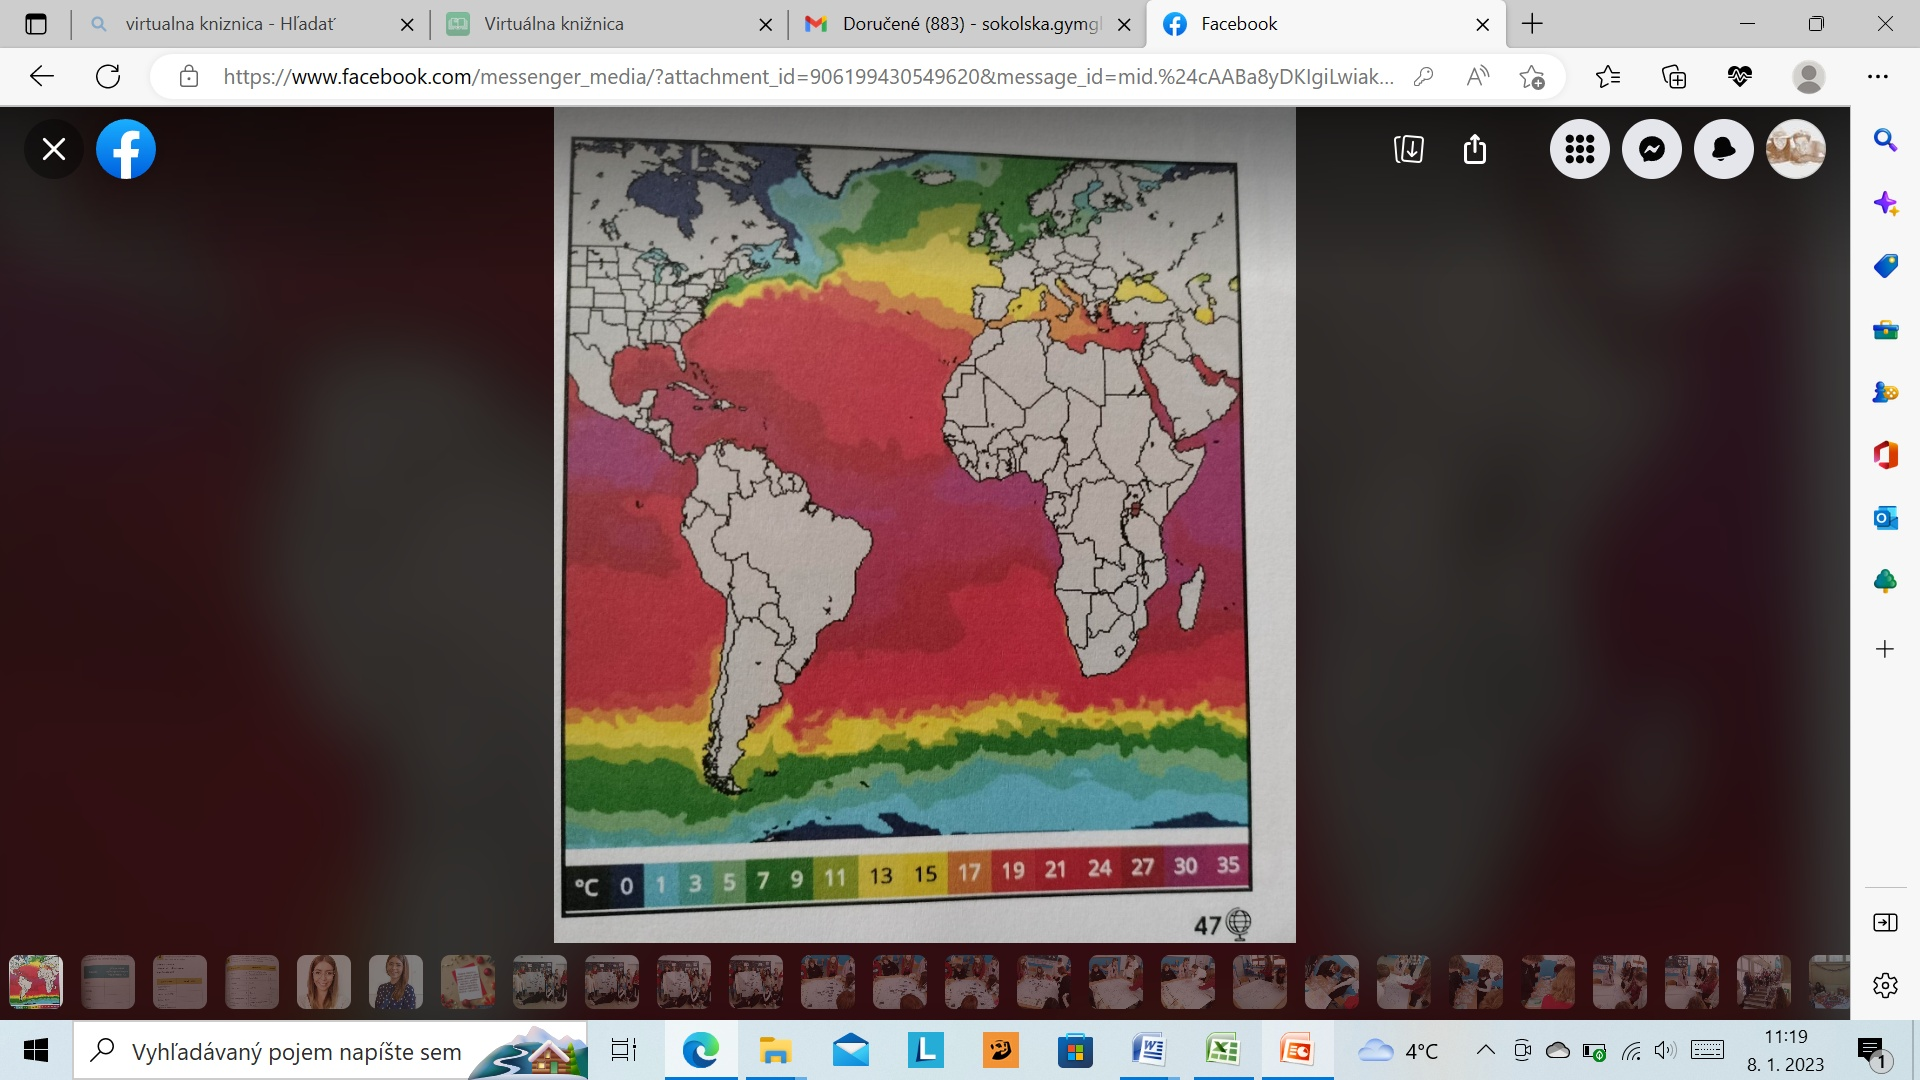 virtualna kniznica - Hľadať
Virtuálna knižnica
Doručené (883) - sokolska.gymgl
Facebook
https://www.facebook.com/messenger_media/?attachment_id=906199430549620&message_id=mid.%24cAABa8yDKIgiLwiak...
°C 0 1 3 5 7 9 11 13 15 17 19 21 24 27 30 35
47
Vyhľadávaný pojem napíšte sem
4°C
11:19
8. 1. 2023
1